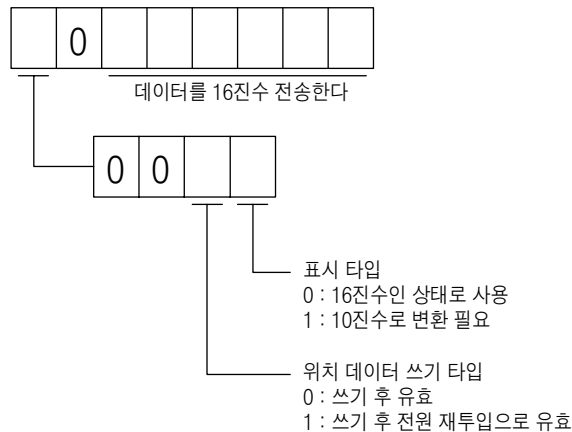 0
데이터를 16진수 전송한다
0 0
표시 타입
0 : 16진수인 상태로 사용
1 : 10진수로 변환 필요
위치 데이터 쓰기 타입
0 : 쓰기 후 유효
1 : 쓰기 후 전원 재투입으로 유효